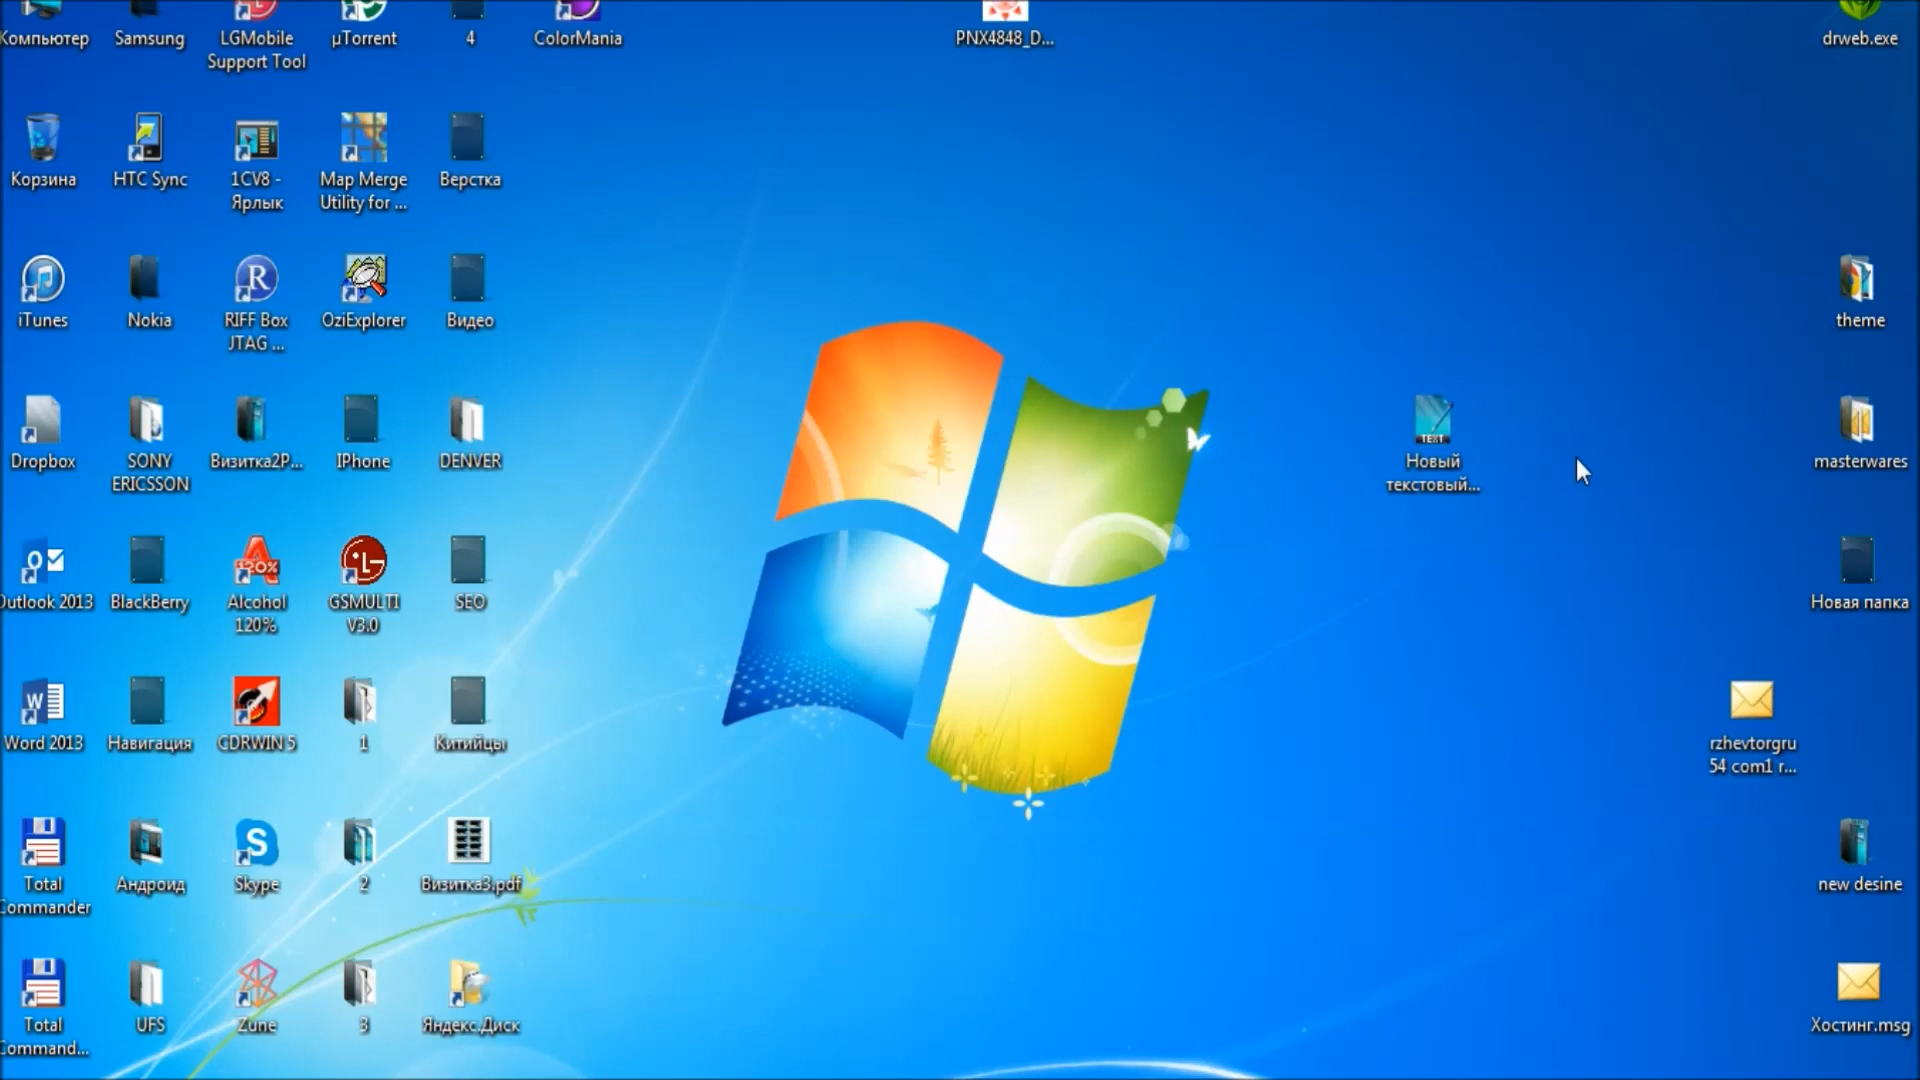 Компьютер
Samsung
LGMobile
Support Tool
µTorrent
4
ColorMania
PNX4848_D...
drweb.exe
Корзина
HTC Sync
1CV8 -
Ярлык
Map Merge
Utility for ...
Верстка
iTunes
Nokia
RIFF Box
JTAG ...
OziExplorer
Видео
theme
Dropbox
SONY
ERICSSON
Визитка2P...
IPhone
DENVER
TEXT
Новый
текстовый...
masterwares
Outlook 2013
BlackBerry
120%
Alcohol
120%
GSMULTI
V3.0
SEO
Новая папка
Word 2013
Навигация
CDRWIN 5
1
Китийцы
rzhevtorgru
54 com1 r...
Total
Commander
Андроид
Skype
2
Визитка3.pdf
new desine
Total
Command...
UFS
Zune
3
Яндекс.Диск
Хостинг.msg